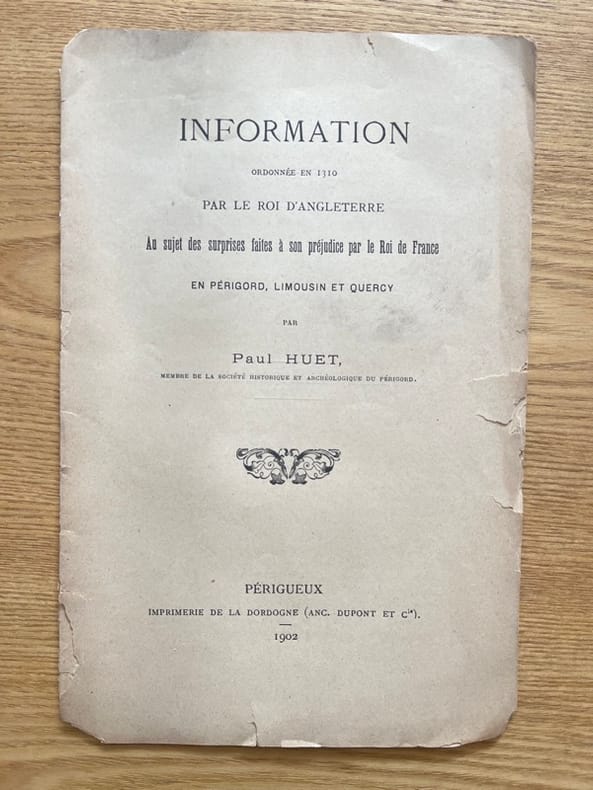 INFORMATION
ORDONNÉE EN 1310
PAR LE ROI D'ANGLETERRE
Au sujet des surprises faites à son préjudice par le Roi de France
EN PÉRIGORD, LIMOUSIN ET QUERCY
PAR
Paul HUET,
MEMBRE DE LA SOCIÉTÉ HISTORIQUE ET ARCHÉOLOGIQUE DU PÉRIGORD.
PÉRIGUEUX
IMPRIMERIE DE LA DORDOGNE (ANC. DUPONT ET Cie).
1902